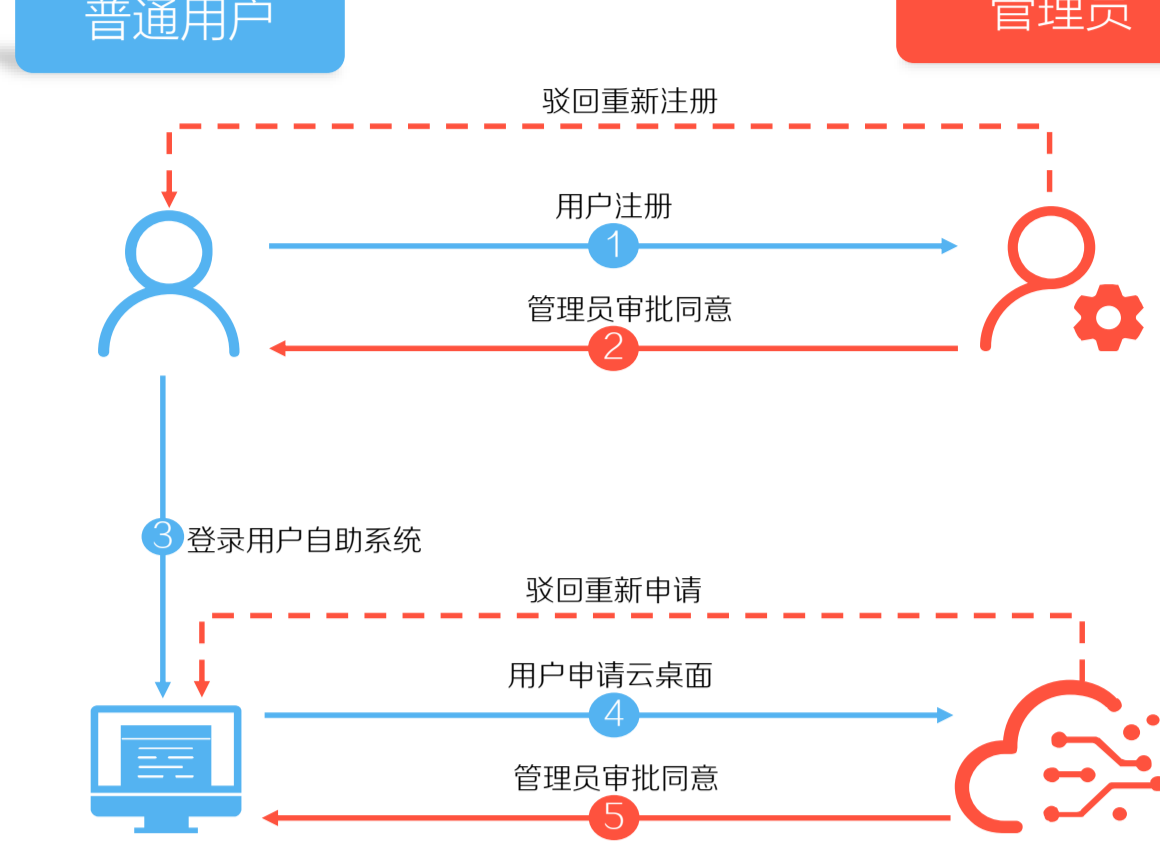 普通用户
管理员
驳回重新注册
用户注册
1
管理员审批同意
2
3
登录用户自助系统
驳回重新申请
用户申请云桌面
4
管理员审批同意
5